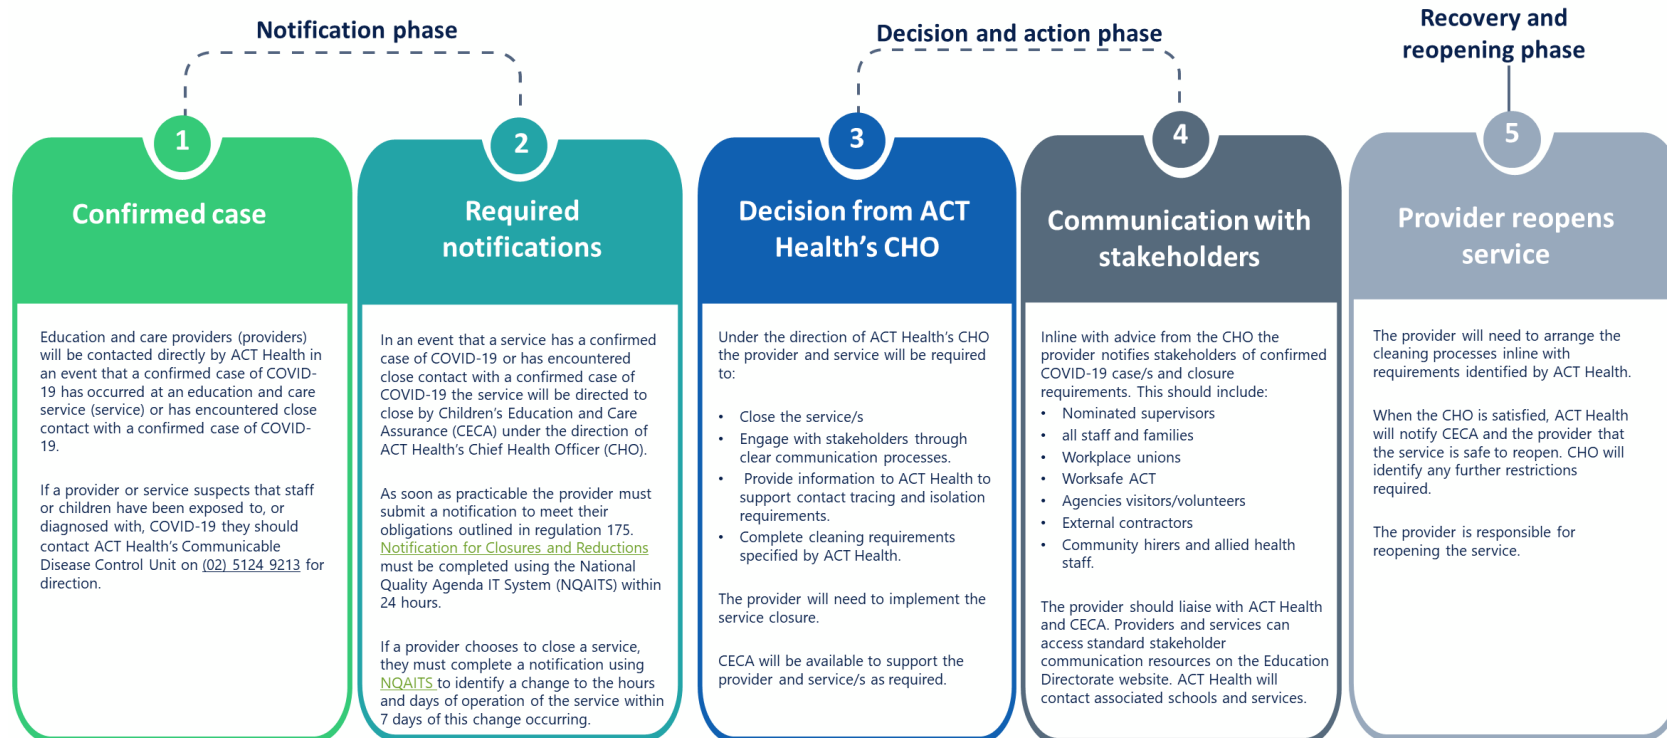 Notification phase
Decision and action phase
Recovery and
reopening phase
1
Confirmed case
Education and care providers (providers)
will be contacted directly by ACT Health in
an event that a confirmed case of COVID-
19 has occurred at an education and care
service (service) or has encountered close
contact with a confirmed case of COVID-
19.
If a provider or service suspects that staff
or children have been exposed to, or
diagnosed with, COVID-19 they should
contact ACT Health's Communicable
Disease Control Unit on (02) 5124 9213 for
direction.
2
Required
notifications
In an event that a service has a confirmed
case of COVID-19 or has encountered
close contact with a confirmed case of
COVID-19 the service will be directed to
close by Children's Education and Care
Assurance (CECA) under the direction of
ACT Health's Chief Health Officer (CHO).
As soon as practicable the provider must
submit a notification to meet their
obligations outlined in regulation 175.
Notification for Closures and Reductions
must be completed using the National
Quality Agenda IT System (NQAITS) within
24 hours.
If a provider chooses to close a service,
they must complete a notification using
NQAITS to identify a change to the hours
and days of operation of the service within
7 days of this change occurring.
3
Decision from ACT
Health's CHO
Under the direction of ACT Health's CHO
the provider and service will be required
to:
• Close the service/s
• Engage with stakeholders through
clear communication processes.
• Provide information to ACT Health to
support contact tracing and isolation
requirements.
• Complete cleaning requirements
specified by ACT Health.
The provider will need to implement the
service closure.
CECA will be available to support the
provider and service/s as required.
4
Communication with
stakeholders
Inline with advice from the CHO the
provider notifies stakeholders of confirmed
COVID-19 case/s and closure
requirements. This should include:
• Nominated supervisors
• all staff and families
• Workplace unions
• Worksafe ACT
• Agencies visitors/volunteers
• External contractors
• Community hirers and allied health
staff.
The provider should liaise with ACT Health
and CECA. Providers and services can
access standard stakeholder
communication resources on the Education
Directorate website. ACT Health will
contact associated schools and services.
5
Provider reopens
service
The provider will need to arrange the
cleaning processes inline with
requirements identified by ACT Health.
When the CHO is satisfied, ACT Health
will notify CECA and the provider that
the service is safe to reopen. CHO will
identify any further restrictions
required.
The provider is responsible for
reopening the service.